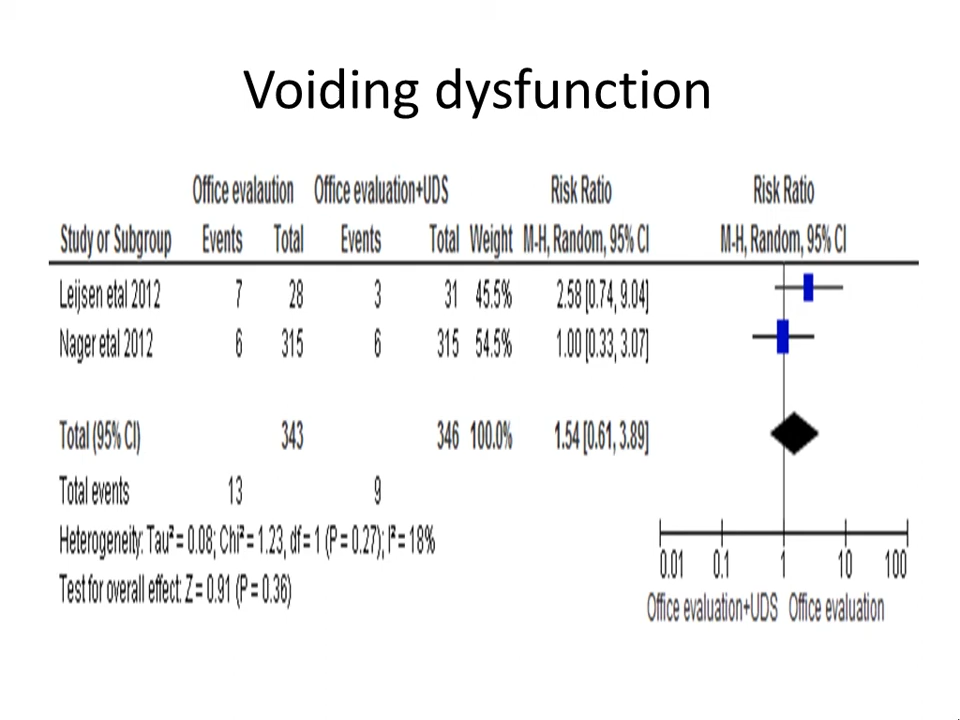 Voiding dysfunction
Office evalaution Office evaluation+UDS Risk Ratio Risk Ratio
Study or Subgroup Events Total Events Total Weight M-H, Random, 95% CI M-H, Random, 95% CI
Leijsen etal 2012 7 28 3 31 45.5% 2.58 [0.74, 9.04]
Nager etal 2012 6 315 6 315 54.5% 1.00 [0.33, 3.07]
Total (95% CI) 343 346 100.0% 1.54 [0.61, 3.89]
Total events 13 9
Heterogeneity: Tau² = 0.08; Chi² = 1.23, df = 1 (P = 0.27); I² = 18%
Test for overall effect: Z = 0.91 (P = 0.36)
0.01 0.1 1 10 100
Office evaluation+UDS Office evaluation